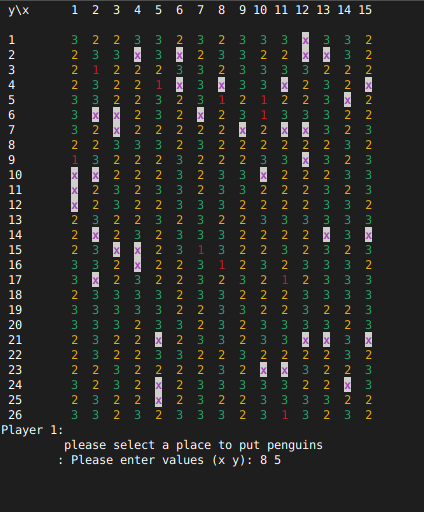 y\x 1 2 3 4 5 6 7 8 9 10 11 12 13 14 15
1 3 2 2 3 3 2 3 2 3 3 3 x 3 3 2
2 2 3 3 x 3 x 2 3 3 2 3 x x 3 2
3 2 1 2 2 2 3 3 2 3 3 3 3 2 2 2
4 2 3 2 2 1 x 3 x 3 3 x 2 3 2 x
5 3 3 2 2 3 2 3 1 2 1 2 2 3 x 2
6 3 x x 2 3 3 x 2 3 1 3 3 3 2 2
7 3 2 x 2 2 2 3 2 x 2 x x 3 2 3
8 2 2 3 3 3 2 3 3 2 2 2 2 2 3 2
9 1 3 2 2 2 3 3 2 2 3 3 x 3 2 3
10 x x 2 3 2 2 3 3 2 x 2 3 2 2 3
11 x 2 3 2 3 2 3 2 2 3 2 3 2 2 3
12 x 2 3 2 2 3 3 3 2 2 3 3 2 2 3
13 2 3 2 2 3 3 2 3 3 2 3 2 2 3 2
14 2 x 2 3 3 2 3 2 3 2 2 3 x 3 x
15 2 3 x x 2 3 1 3 3 2 3 2 3 2 3
16 3 3 2 x 2 2 3 1 2 3 2 2 3 3 2
17 3 x 2 3 3 2 2 3 3 2 1 2 3 2 3
18 2 3 3 3 3 2 3 2 3 2 3 3 2 2 2
19 3 3 3 3 3 2 3 2 3 2 3 3 2 2 3
20 3 3 3 2 3 3 2 2 3 2 3 3 2 3 3
21 3 2 2 3 x 2 3 2 2 3 2 x x 3 x
22 2 2 2 3 3 2 2 3 3 2 2 2 2 2 3
23 2 2 3 2 2 2 2 2 3 x x 3 2 2 3
24 3 2 3 2 x 3 2 3 2 3 3 2 3 x 3
25 3 3 2 2 x 2 3 3 2 3 2 3 2 3 2
26 3 3 2 3 2 3 3 3 2 3 1 3 2 3 2
Player 1:
please select a place to put penguins
: Please enter values (x y): 8 5